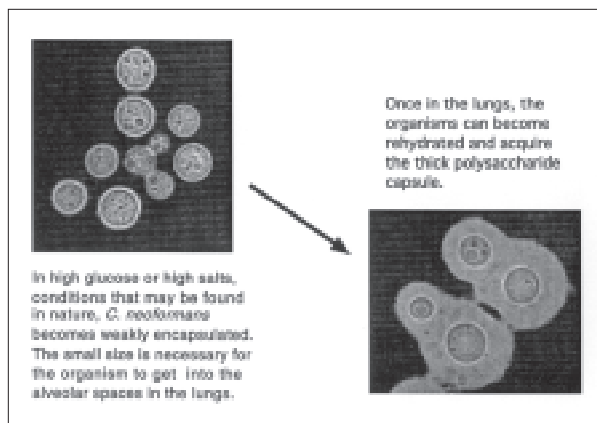 Once in the lungs, the
organisms can become
rehydrated and acquire
the thick polysaccharide
capsule.
In high glucose or high salts,
conditions that may be found
in nature, C. neoformans
becomes weakly encapsulated.
The small size is necessary for
the organism to get into the
alveolar spaces in the lungs.